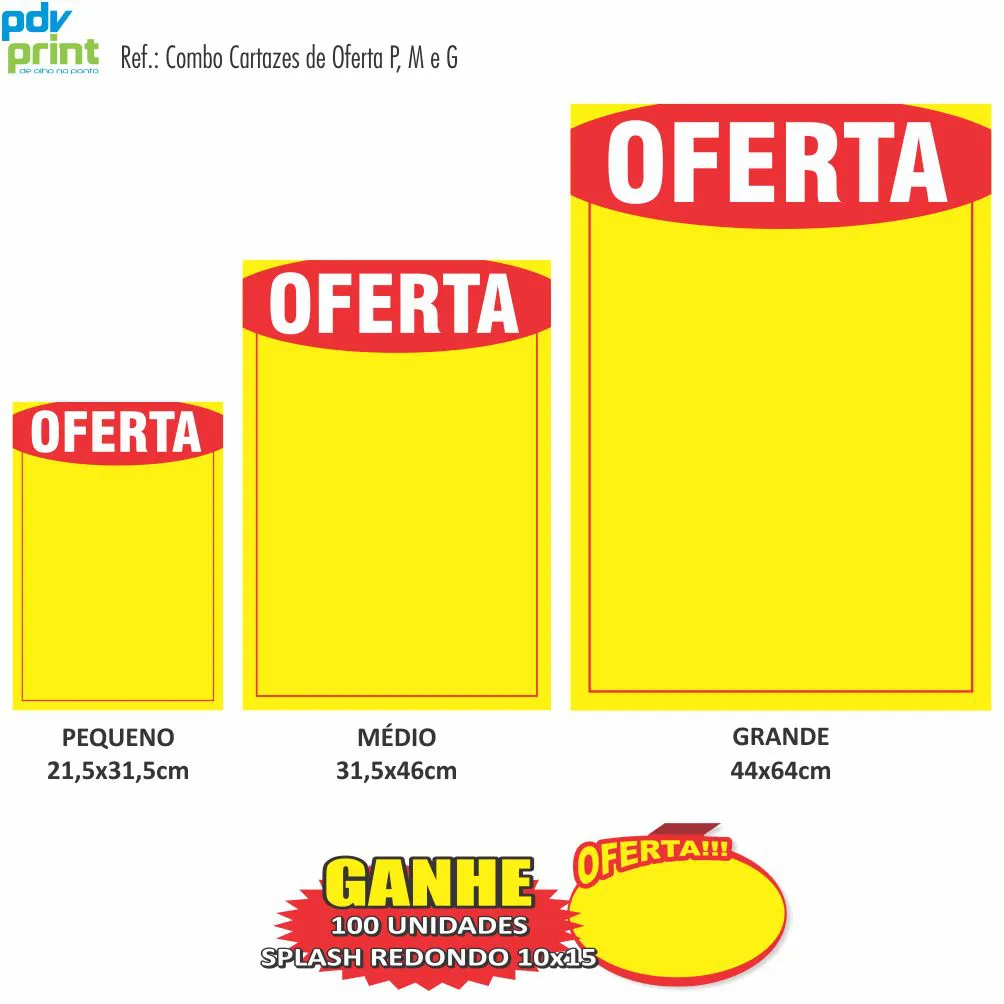 pdv
print
de olho no ponto
Ref.: Combo Cartazes de Oferta P, M e G
OFERTA
OFERTA
OFERTA
PEQUENO
21,5x31,5cm
MÉDIO
31,5x46cm
GRANDE
44x64cm
GANHE
100 UNIDADES
SPLASH REDONDO 10x15
OFERTA!!!